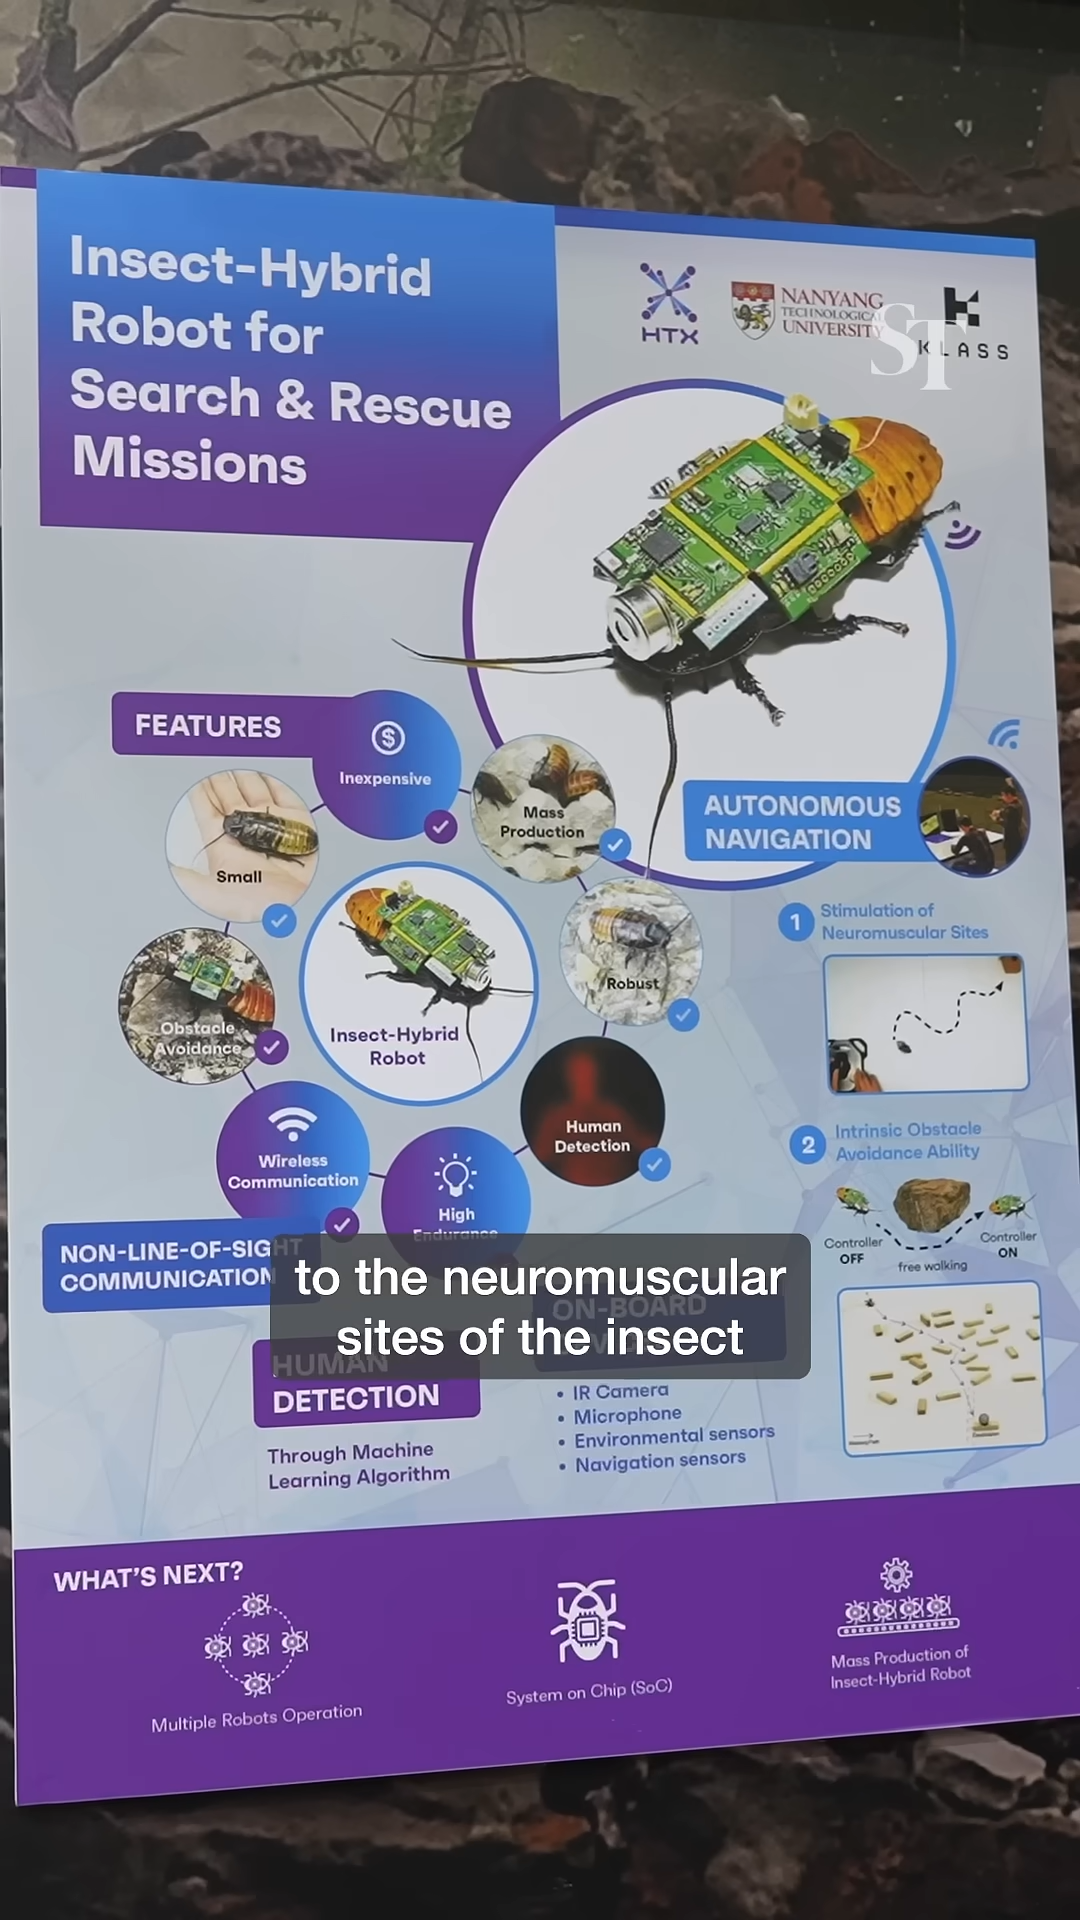 Insect-Hybrid
Robot for
Search & Rescue
Missions
HTX
NANYANG
TECHNOLOGICAL
UNIVERSITY
KLASS
ST
FEATURES
Inexpensive
Mass
Production
Small
Robust
Obstacle
Avoidance
Insect-Hybrid
Robot
Human
Detection
Wireless
Communication
High
Endurance
AUTONOMOUS
NAVIGATION
1
Stimulation of
Neuromuscular Sites
2
Intrinsic Obstacle
Avoidance Ability
Controller
OFF
free walking
Controller
ON
NON-LINE-OF-SIGHT
COMMUNICATION
to the neuromuscular
sites of the insect
HUMAN
DETECTION
Through Machine
Learning Algorithm
ON-BOARD
• IR Camera
• Microphone
• Environmental sensors
• Navigation sensors
WHAT'S NEXT?
Multiple Robots Operation
System on Chip (SoC)
Mass Production of
Insect-Hybrid Robot